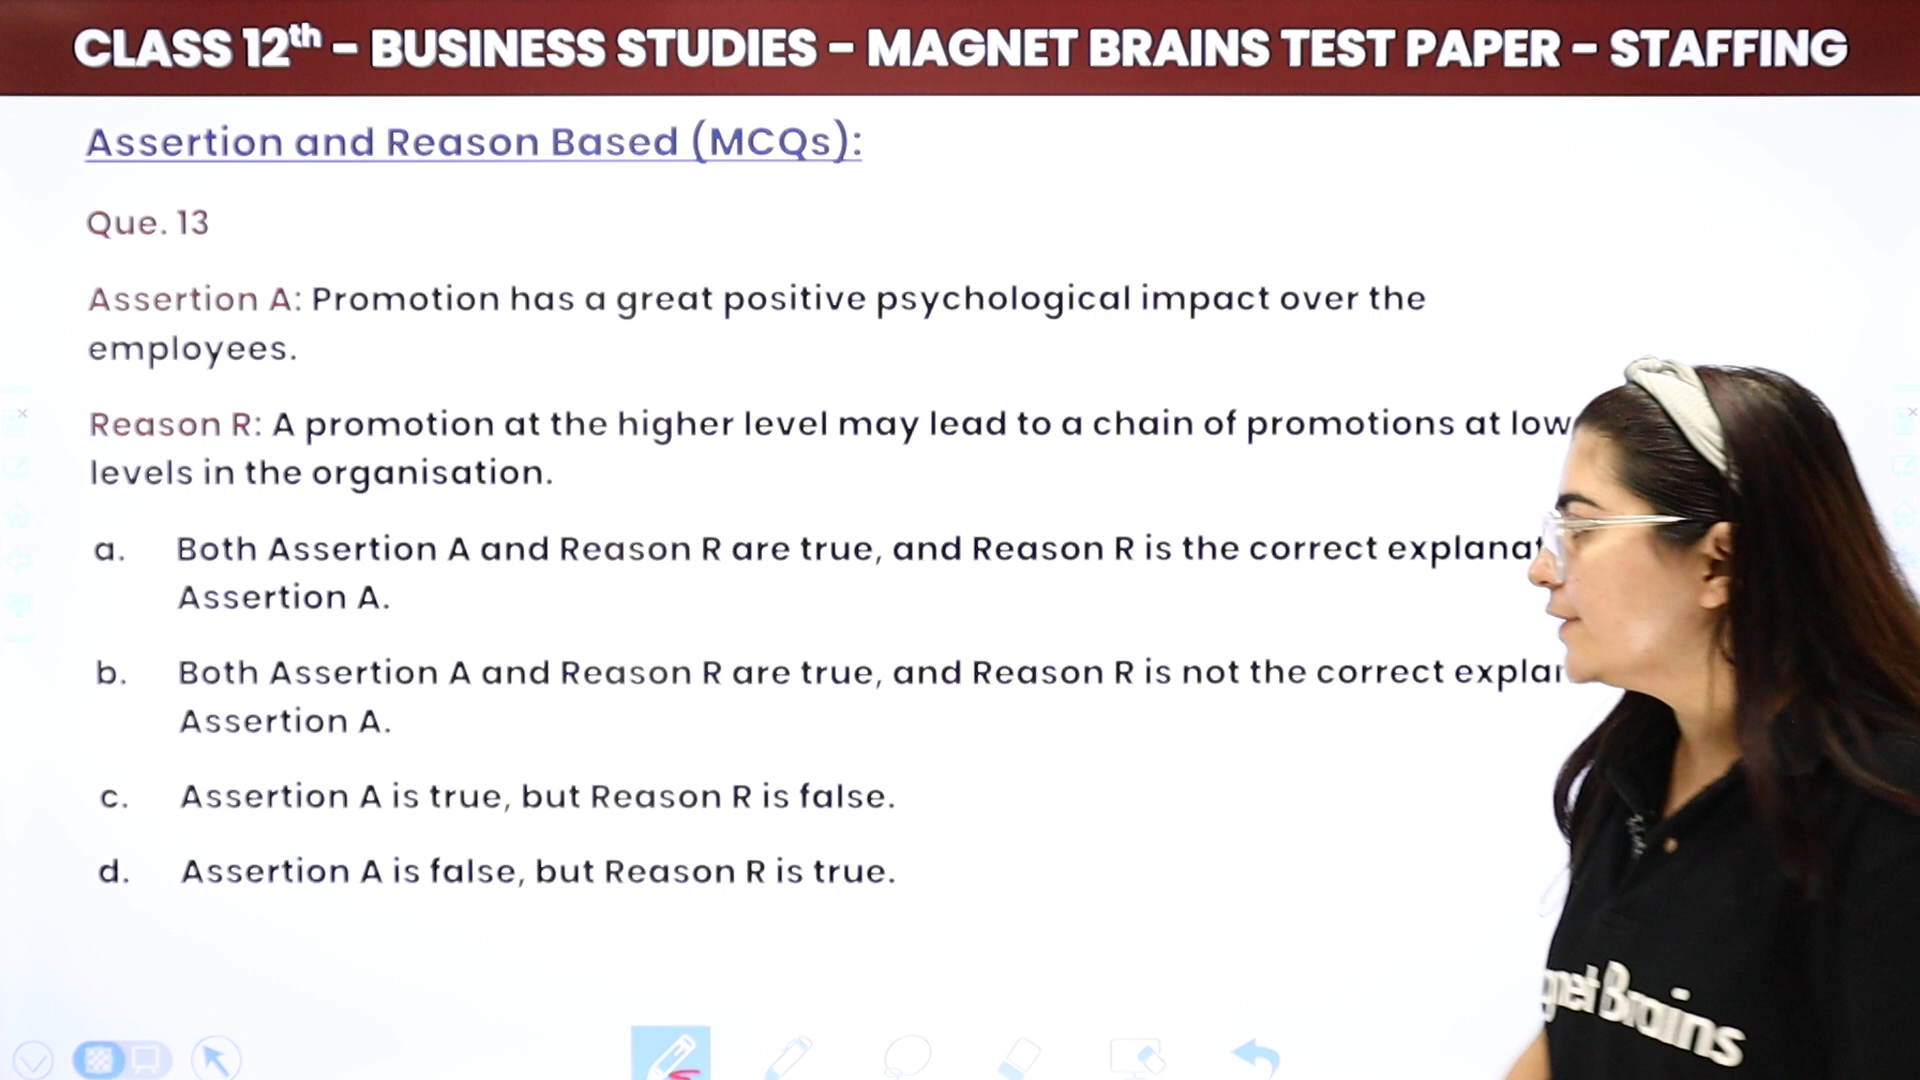 CLASS 12th – BUSINESS STUDIES – MAGNET BRAINS TEST PAPER – STAFFING
Assertion and Reason Based (MCQs):
Que. 13
Assertion A: Promotion has a great positive psychological impact over the
employees.
Reason R: A promotion at the higher level may lead to a chain of promotions at
levels in the organisation.
a. Both Assertion A and Reason R are true, and Reason R is the correct
Assertion A.
b. Both Assertion A and Reason R are true, and Reason R is not the correct
Assertion A.
c. Assertion A is true, but Reason R is false.
d. Assertion A is false, but Reason R is true.
Brains